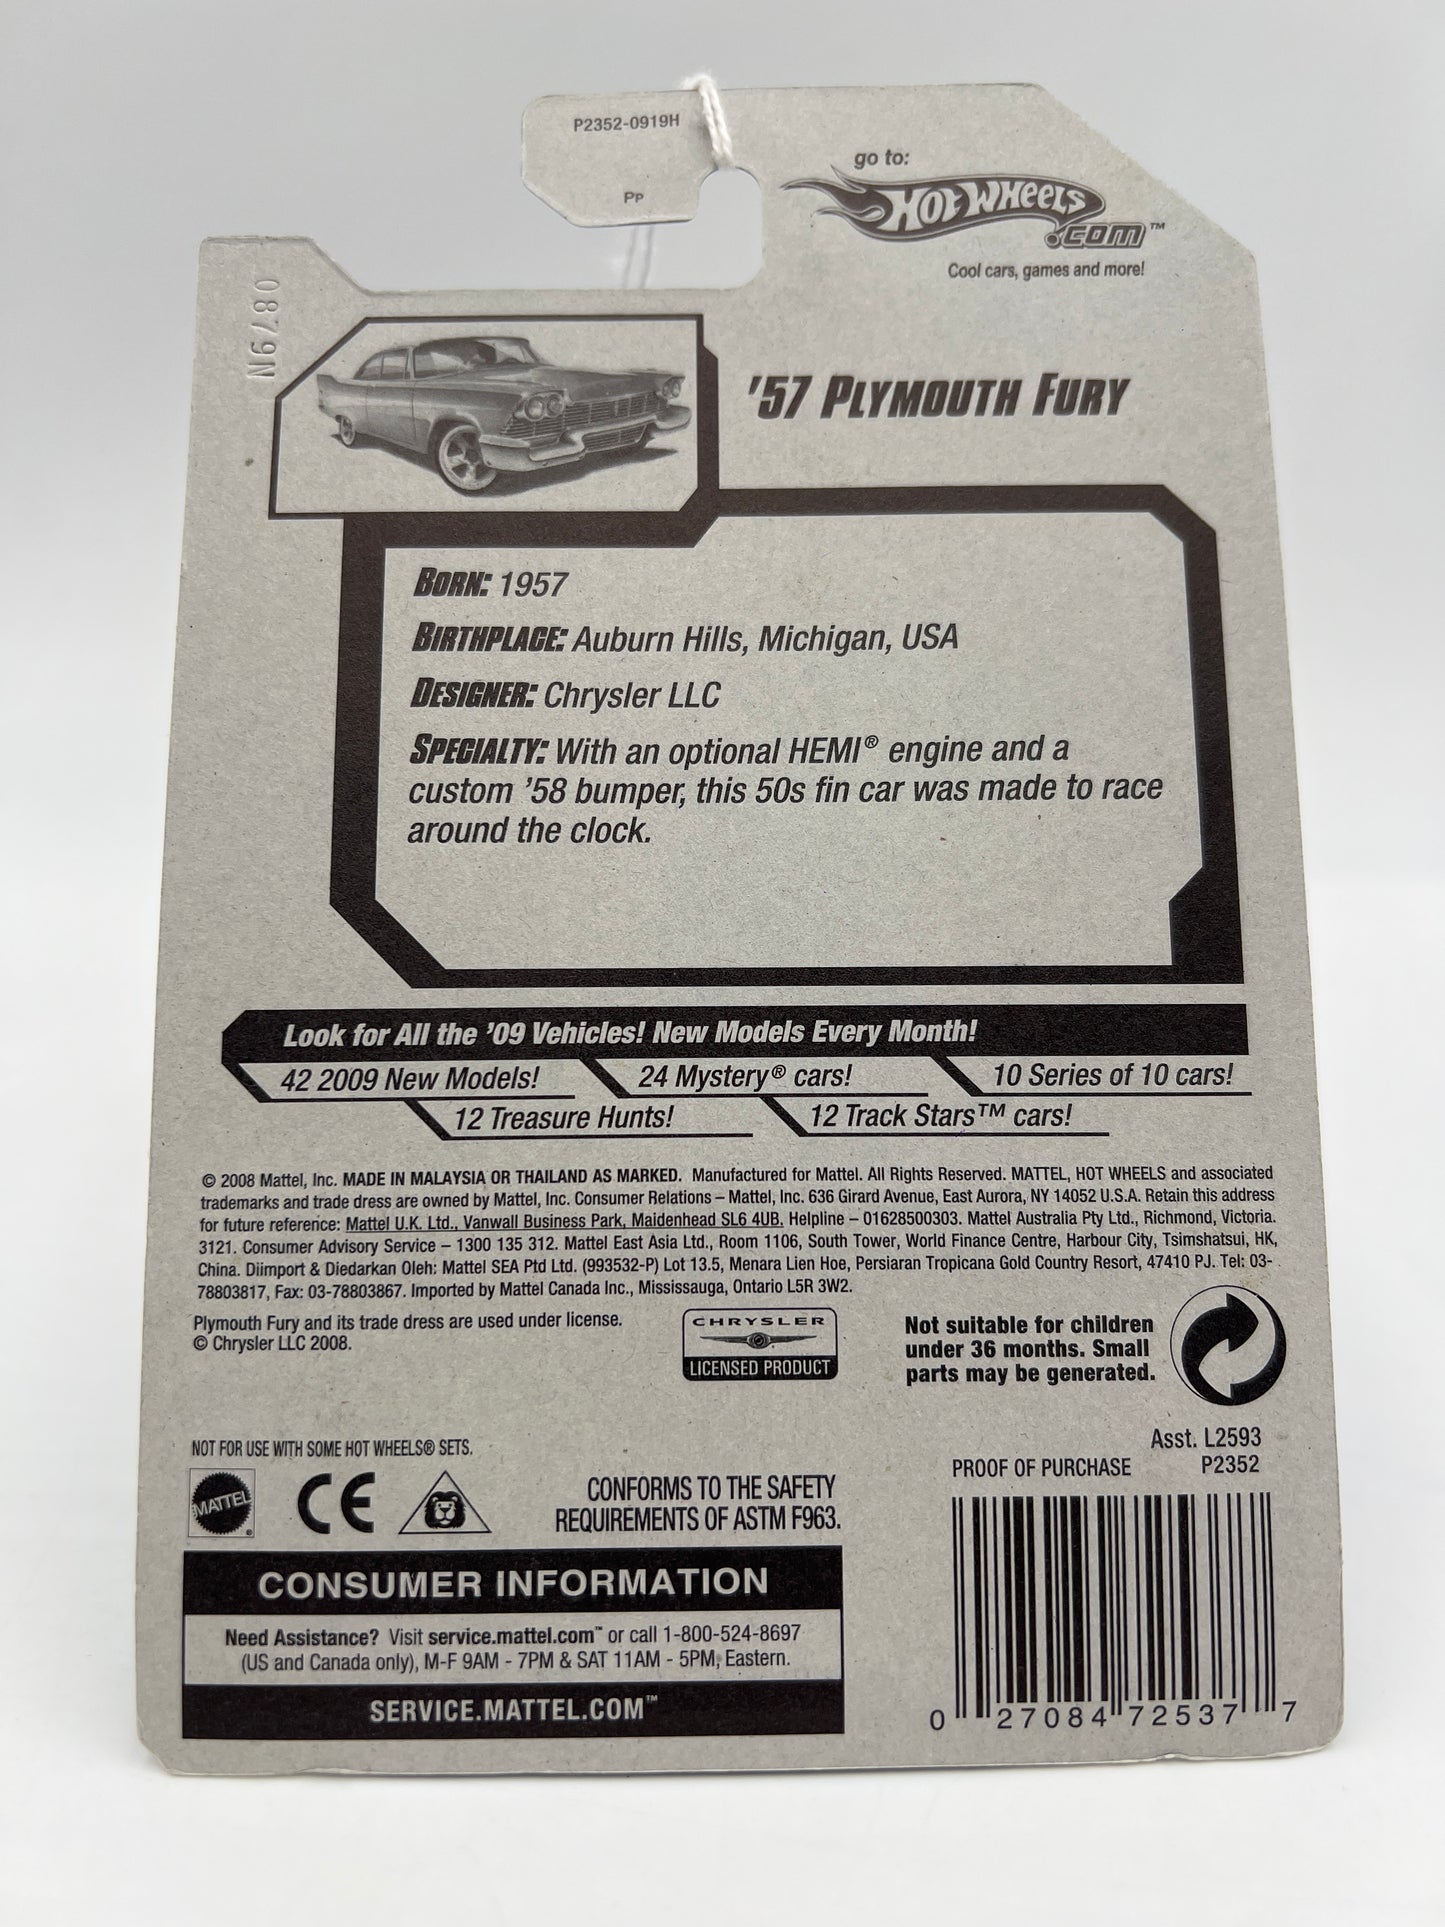 P2352-0919H
Pp
go to:
Hot Wheels
.com™
Cool cars, games and more!
0879N
'57 Plymouth Fury
Born: 1957
Birthplace: Auburn Hills, Michigan, USA
Designer: Chrysler LLC
Specialty: With an optional HEMI® engine and a
custom '58 bumper, this 50s fin car was made to race
around the clock.
Look for All the '09 Vehicles! New Models Every Month!
42 2009 New Models!
24 Mystery® cars!
10 Series of 10 cars!
12 Treasure Hunts!
12 Track Stars™ cars!
© 2008 Mattel, Inc. MADE IN MALAYSIA OR THAILAND AS MARKED. Manufactured for Mattel. All Rights Reserved. MATTEL, HOT WHEELS and associated
trademarks and trade dress are owned by Mattel, Inc. Consumer Relations – Mattel, Inc. 636 Girard Avenue, East Aurora, NY 14052 U.S.A. Retain this address
for future reference: Mattel U.K. Ltd., Vanwall Business Park, Maidenhead SL6 4UB. Helpline – 01628500303. Mattel Australia Pty Ltd., Richmond, Victoria.
3121. Consumer Advisory Service – 1300 135 312. Mattel East Asia Ltd., Room 1106, South Tower, World Finance Centre, Harbour City, Tsimshatsui, HK,
China. Diimport & Diedarkan Oleh: Mattel SEA Ptd Ltd. (993532-P) Lot 13.5, Menara Lien Hoe, Persiaran Tropicana Gold Country Resort, 47410 PJ. Tel: 03-
78803817, Fax: 03-78803867. Imported by Mattel Canada Inc., Mississauga, Ontario L5R 3W2.
Plymouth Fury and its trade dress are used under license.
© Chrysler LLC 2008.
CHRYSLER
LICENSED PRODUCT
Not suitable for children
under 36 months. Small
parts may be generated.
NOT FOR USE WITH SOME HOT WHEELS® SETS.
Asst. L2593
PROOF OF PURCHASE P2352
MATTEL®
CE
CONFORMS TO THE SAFETY
REQUIREMENTS OF ASTM F963.
CONSUMER INFORMATION
Need Assistance? Visit service.mattel.com™ or call 1-800-524-8697
(US and Canada only), M-F 9AM - 7PM & SAT 11AM - 5PM, Eastern.
SERVICE.MATTEL.COM™
0 27084 72537 7